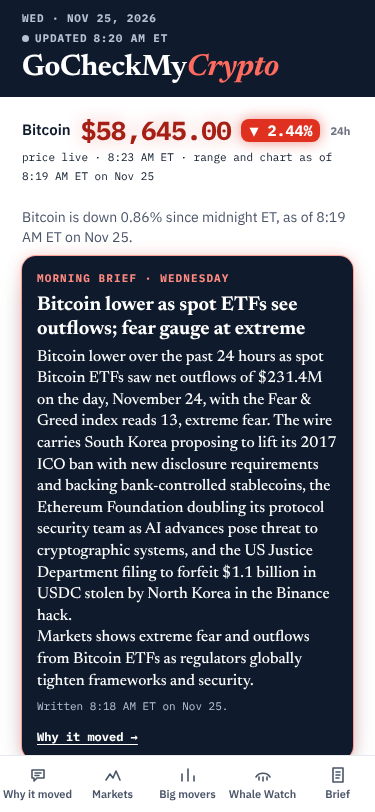 WED · NOV 25, 2026
UPDATED 8:20 AM ET
GoCheckMyCrypto
Bitcoin $58,645.00 ▼ 2.44% 24h
price live · 8:23 AM ET · range and chart as of
8:19 AM ET on Nov 25
Bitcoin is down 0.86% since midnight ET, as of 8:19
AM ET on Nov 25.
MORNING BRIEF · WEDNESDAY
Bitcoin lower as spot ETFs see
outflows; fear gauge at extreme
Bitcoin lower over the past 24 hours as spot
Bitcoin ETFs saw net outflows of $231.4M
on the day, November 24, with the Fear &
Greed index reads 13, extreme fear. The wire
carries South Korea proposing to lift its 2017
ICO ban with new disclosure requirements
and backing bank-controlled stablecoins, the
Ethereum Foundation doubling its protocol
security team as AI advances pose threat to
cryptographic systems, and the US Justice
Department filing to forfeit $1.1 billion in
USDC stolen by North Korea in the Binance
hack.
Markets shows extreme fear and outflows
from Bitcoin ETFs as regulators globally
tighten frameworks and security.
Written 8:18 AM ET on Nov 25.
Why it moved →
Why it moved
Markets
Big movers
Whale Watch
Brief